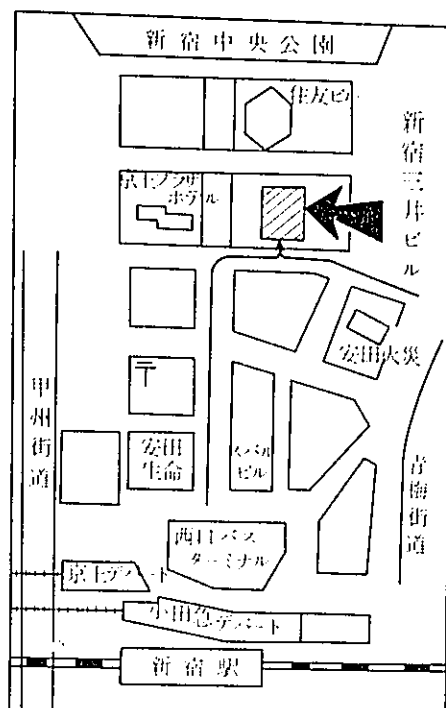 新宿中央公園
住友ビル
新宿三井ビル
京王プラザ
ホテル
安田火災
甲州街道
〒
安田
生命
スバル
ビル
青梅街道
西口バス
ターミナル
京王デパート
小田急デパート
新宿駅